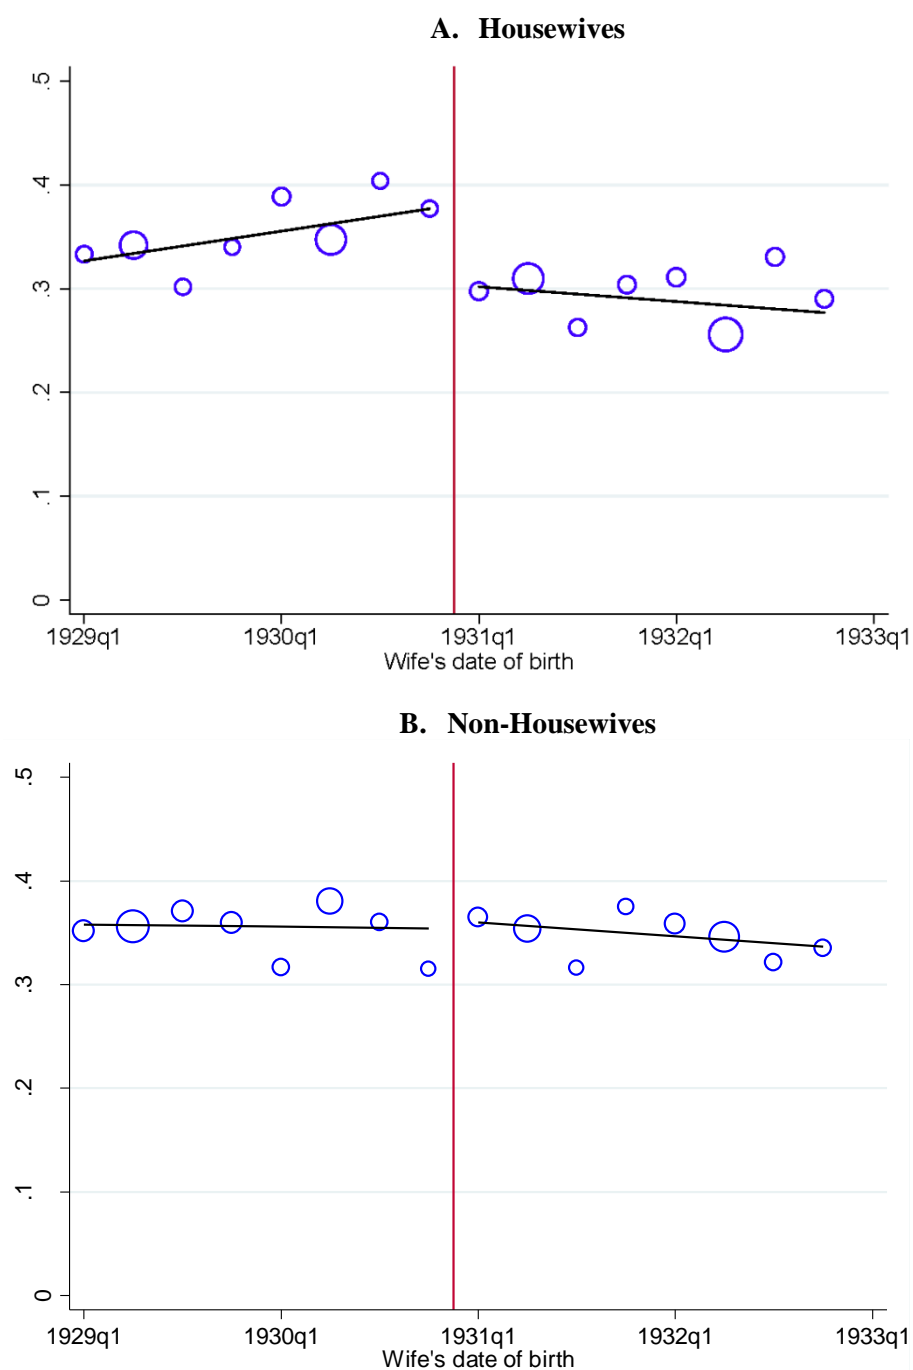 A. Housewives
.5
.4
.3
.2
.1
0
1929q1 1930q1 1931q1 1932q1 1933q1
Wife's date of birth
B. Non-Housewives
.5
.4
.3
.2
.1
0
1929q1 1930q1 1931q1 1932q1 1933q1
Wife's date of birth